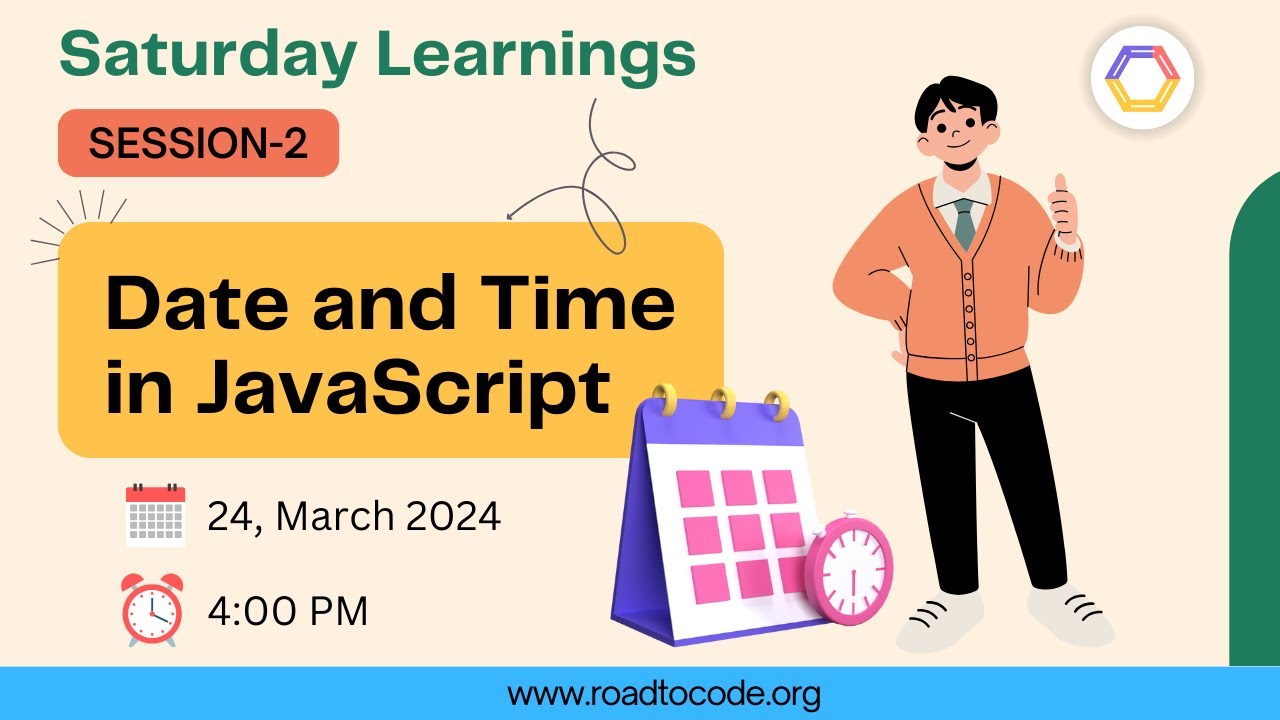 Saturday Learnings
SESSION-2
Date and Time
in JavaScript
24, March 2024
4:00 PM
www.roadtocode.org